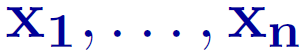 x₁, . . . , xₙ